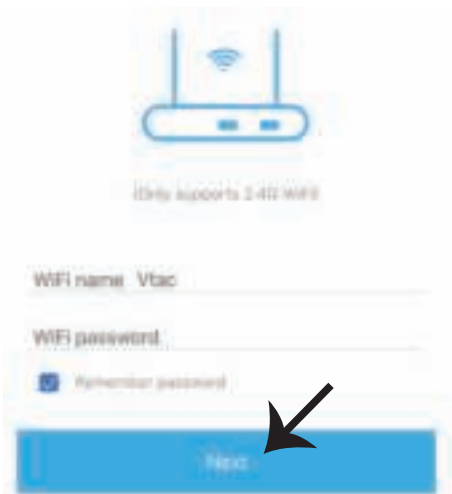 (Only supports 2.4G WiFi)
WiFi name Vtac
WiFi password
Remember password
Next